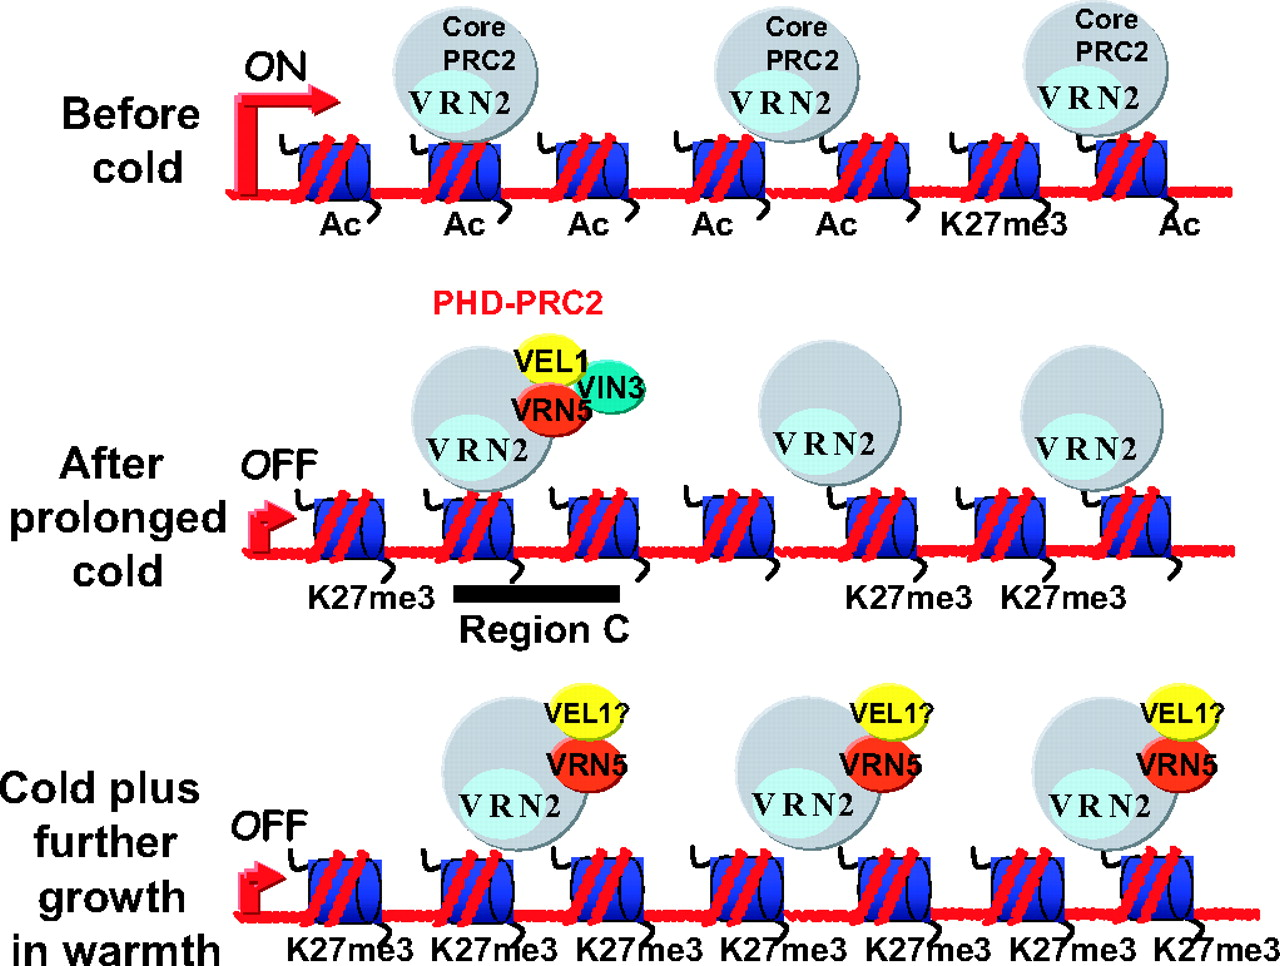 Before
cold
ON
Core
PRC2
VRN2
Core
PRC2
VRN2
Core
PRC2
VRN2
Ac
Ac
Ac
Ac
Ac
K27me3
Ac
PHD-PRC2
After
prolonged
cold
OFF
VEL1
VIN3
VRN5
VRN2
VRN2
VRN2
K27me3
K27me3
K27me3
Region C
Cold plus
further
growth
in warmth
OFF
VEL1?
VRN5
VRN2
VEL1?
VRN5
VRN2
VEL1?
VRN5
VRN2
K27me3
K27me3
K27me3
K27me3
K27me3
K27me3
K27me3